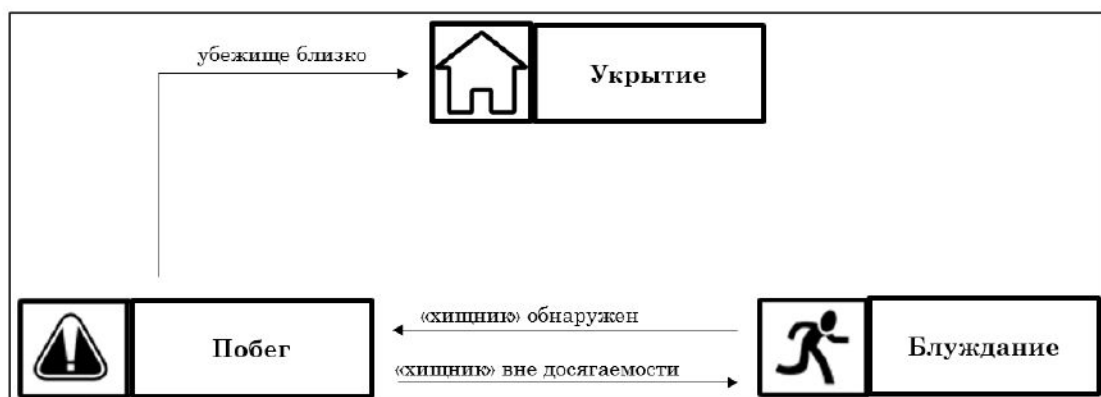 убежище близко
Укрытие
«хищник» обнаружен
Побег
Блуждание
«хищник» вне досягаемости